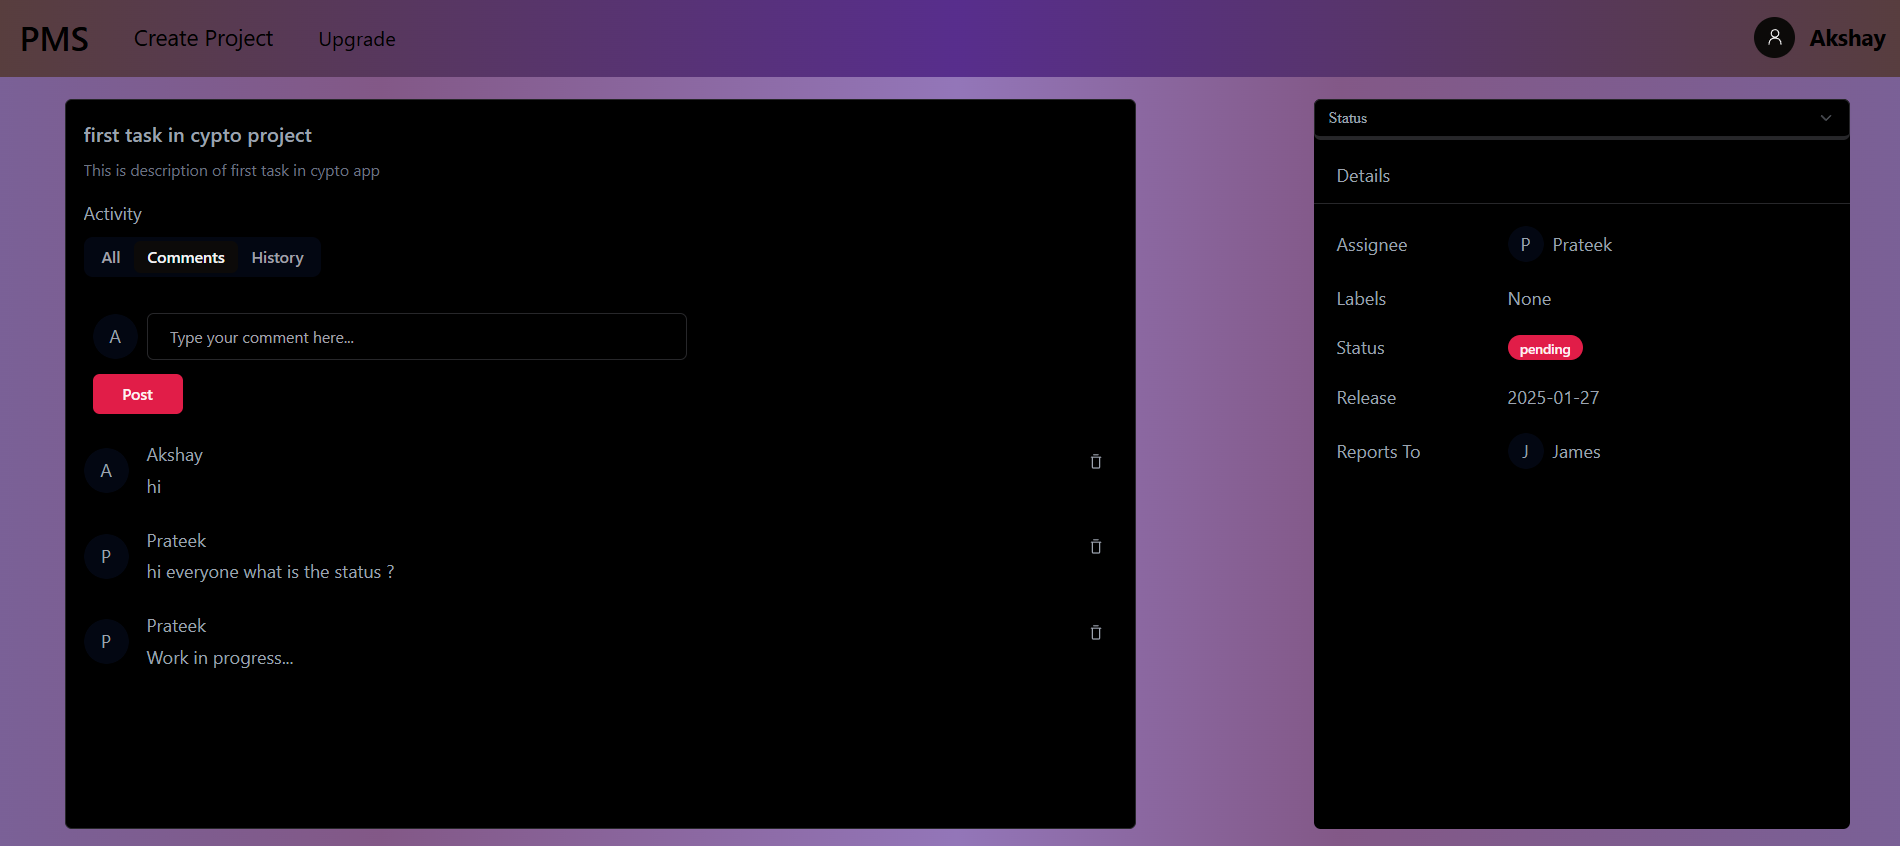 PMS Create Project Upgrade Akshay
first task in cypto project
This is description of first task in cypto app
Activity
All Comments History
A Type your comment here...
Post
A Akshay
hi
P Prateek
hi everyone what is the status ?
P Prateek
Work in progress...
Status
Details
Assignee P Prateek
Labels None
Status pending
Release 2025-01-27
Reports To J James